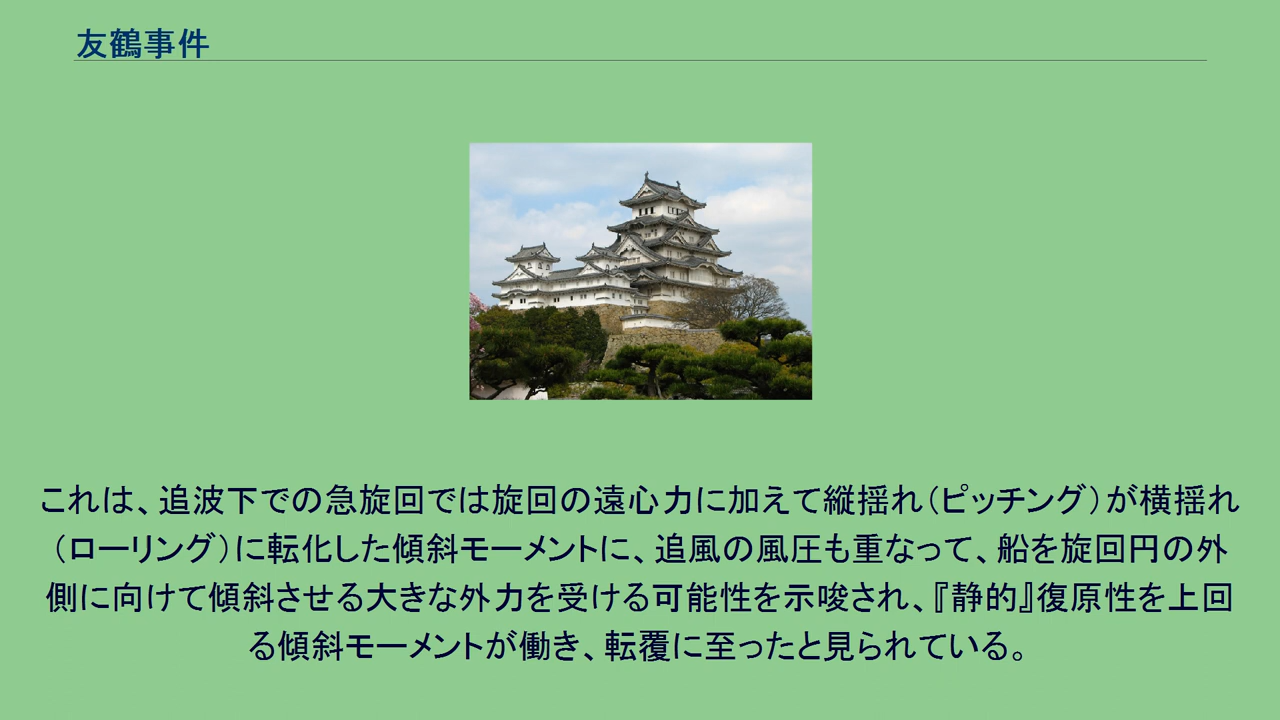 友鶴事件
これは、追波下での急旋回では旋回の遠心力に加えて縦揺れ（ピッチング）が横揺れ
（ローリング）に転化した傾斜モーメントに、追風の風圧も重なって、船を旋回円の外
側に向けて傾斜させる大きな外力を受ける可能性を示唆され、『静的』復原性を上回
る傾斜モーメントが働き、転覆に至ったと見られている。